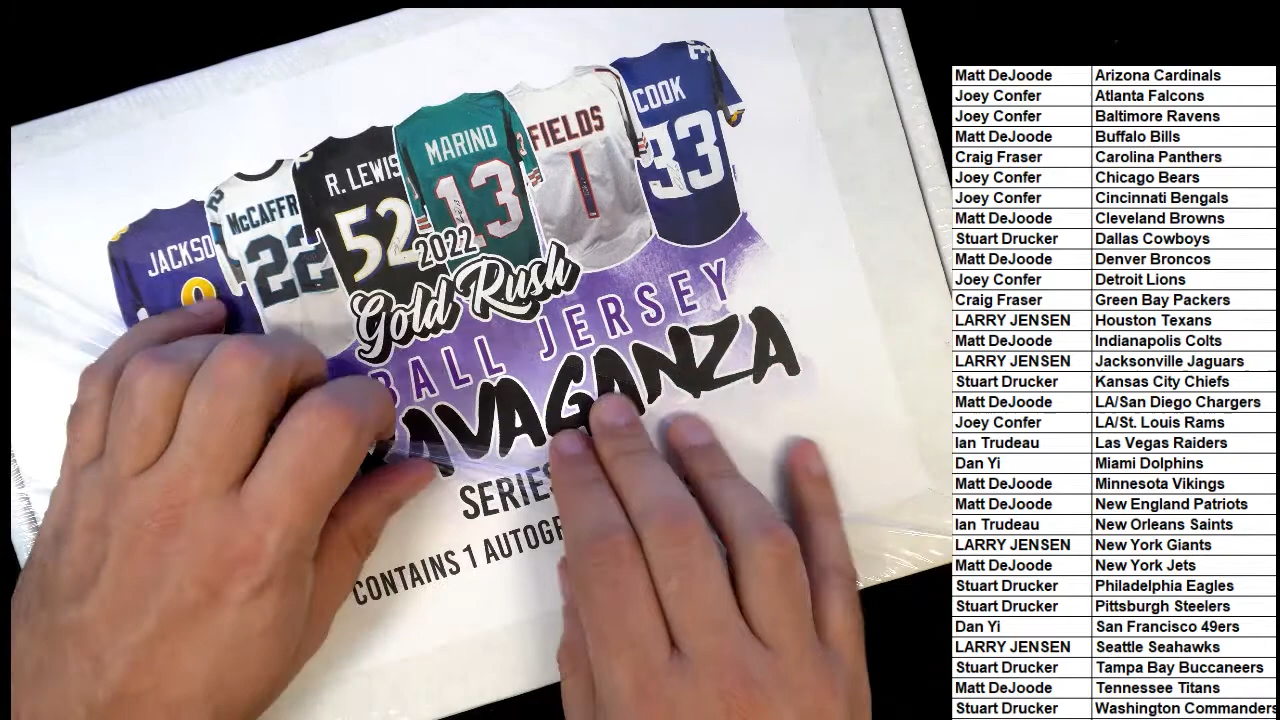 JACKSO
McCAFFR
22
R. LEWIS
52
MARINO
13
FIELDS
1
COOK
33
2022
Gold Rush
BALL JERSEY
AVAGANZA
SERIES
CONTAINS 1 AUTOGR
Matt DeJoode Arizona Cardinals
Joey Confer Atlanta Falcons
Joey Confer Baltimore Ravens
Matt DeJoode Buffalo Bills
Craig Fraser Carolina Panthers
Joey Confer Chicago Bears
Joey Confer Cincinnati Bengals
Matt DeJoode Cleveland Browns
Stuart Drucker Dallas Cowboys
Matt DeJoode Denver Broncos
Joey Confer Detroit Lions
Craig Fraser Green Bay Packers
LARRY JENSEN Houston Texans
Matt DeJoode Indianapolis Colts
LARRY JENSEN Jacksonville Jaguars
Stuart Drucker Kansas City Chiefs
Matt DeJoode LA/San Diego Chargers
Joey Confer LA/St. Louis Rams
Ian Trudeau Las Vegas Raiders
Dan Yi Miami Dolphins
Matt DeJoode Minnesota Vikings
Matt DeJoode New England Patriots
Ian Trudeau New Orleans Saints
LARRY JENSEN New York Giants
Matt DeJoode New York Jets
Stuart Drucker Philadelphia Eagles
Stuart Drucker Pittsburgh Steelers
Dan Yi San Francisco 49ers
LARRY JENSEN Seattle Seahawks
Stuart Drucker Tampa Bay Buccaneers
Matt DeJoode Tennessee Titans
Stuart Drucker Washington Commanders